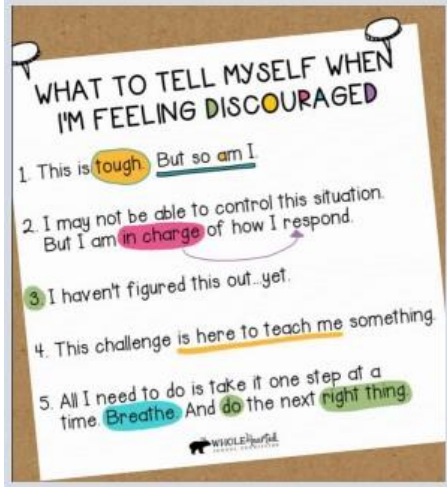 WHAT TO TELL MYSELF WHEN
I'M FEELING DISCOURAGED
1. This is tough. But so am I.
2. I may not be able to control this situation.
But I am in charge of how I respond.
3. I haven't figured this out...yet.
4. This challenge is here to teach me something.
5. All I need to do is take it one step at a
time. Breathe. And do the next right thing.
WHOLEhearted
SCHOOL COUNSELING